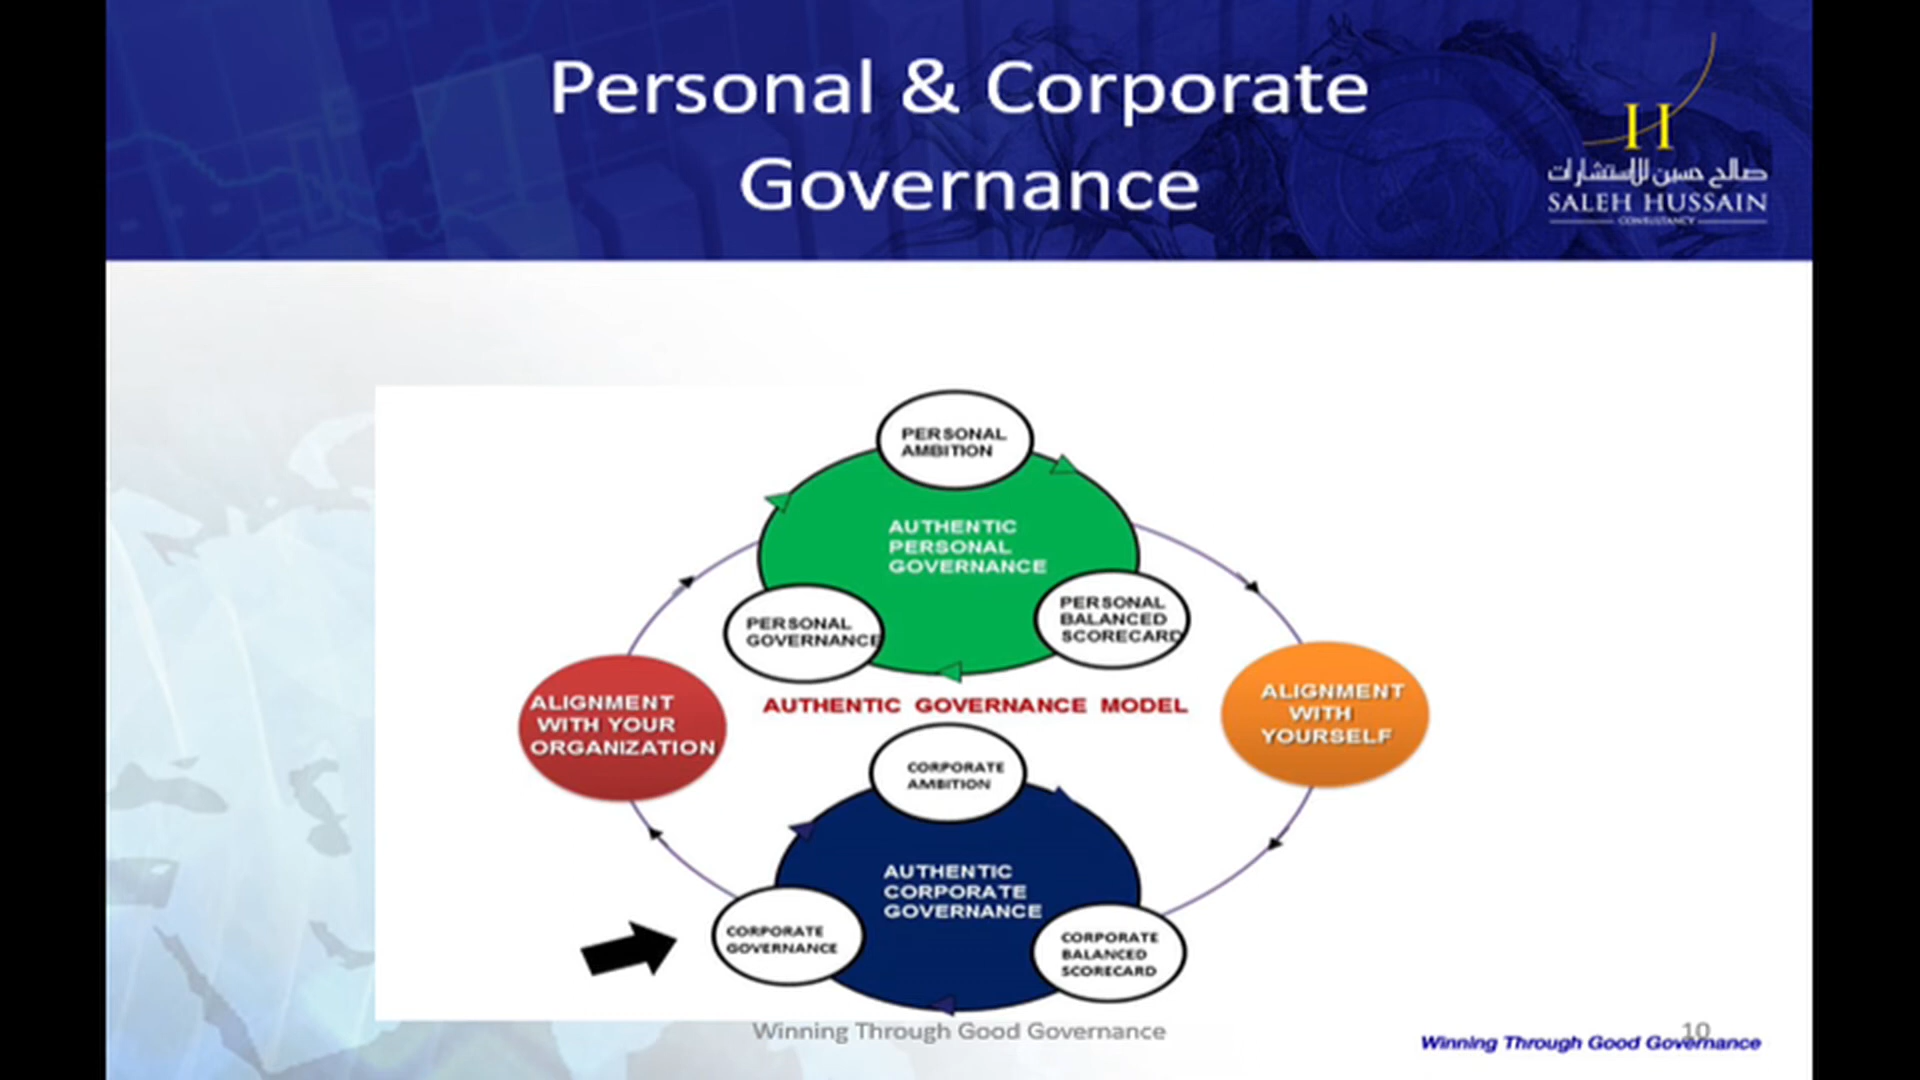 Personal & Corporate
Governance
صالح حسين للاستشارات
SALEH HUSSAIN
CONSULTANCY
PERSONAL
AMBITION
AUTHENTIC
PERSONAL
GOVERNANCE
PERSONAL
GOVERNANCE
PERSONAL
BALANCED
SCORECARD
ALIGNMENT
WITH YOUR
ORGANIZATION
AUTHENTIC GOVERNANCE MODEL
ALIGNMENT
WITH
YOURSELF
CORPORATE
AMBITION
AUTHENTIC
CORPORATE
GOVERNANCE
CORPORATE
GOVERNANCE
CORPORATE
BALANCED
SCORECARD
Winning Through Good Governance
10
Winning Through Good Governance